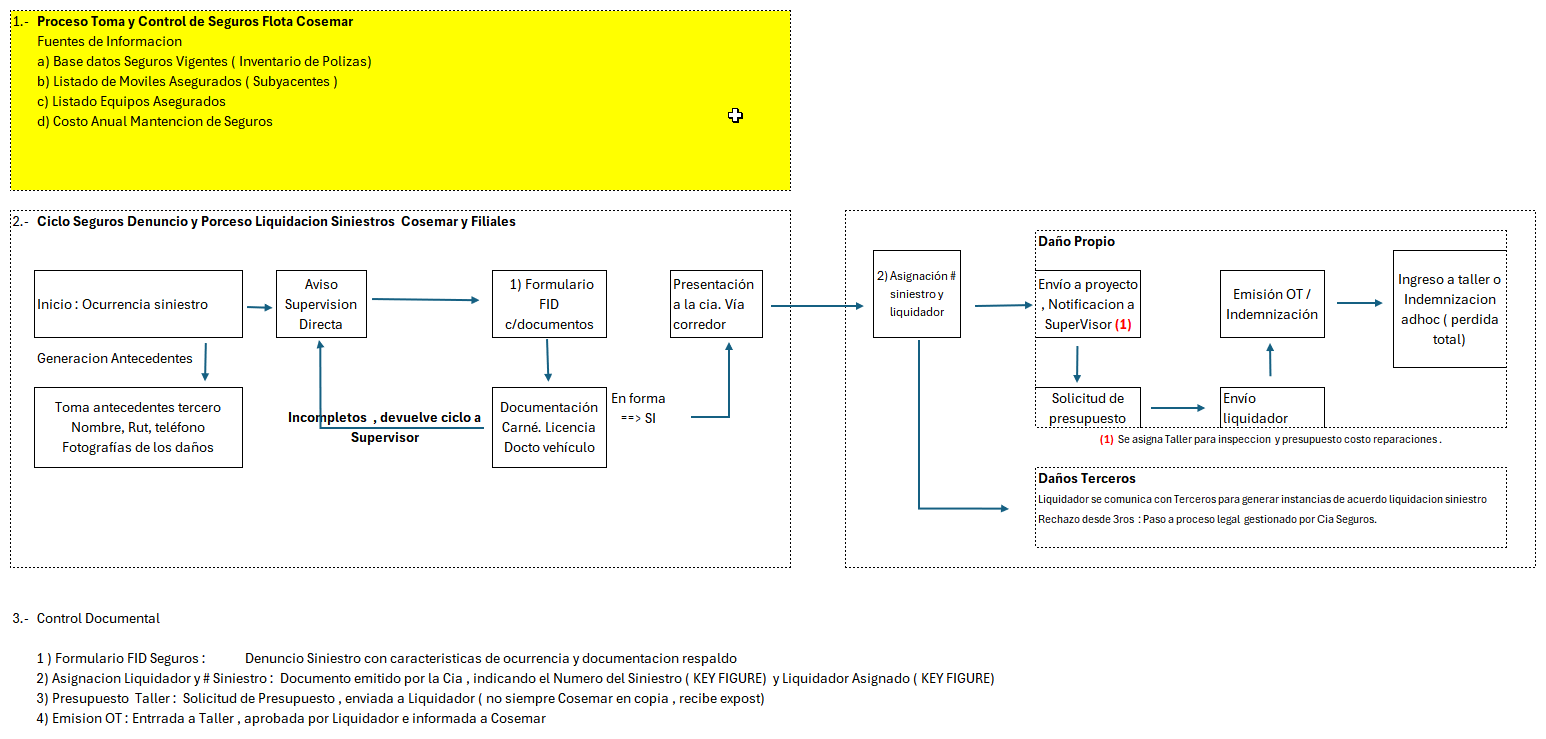 1.- Proceso Toma y Control de Seguros Flota Cosemar
Fuentes de Informacion
a) Base datos Seguros Vigentes ( Inventario de Polizas)
b) Listado de Moviles Asegurados ( Subyacentes )
c) Listado Equipos Asegurados
d) Costo Anual Mantencion de Seguros
2.- Ciclo Seguros Denuncio y Porceso Liquidacion Siniestros Cosemar y Filiales
Inicio : Ocurrencia siniestro
Aviso
Supervision
Directa
1) Formulario
FID
c/documentos
Presentación
a la cia. Vía
corredor
Generacion Antecedentes
Toma antecedentes tercero
Nombre, Rut, teléfono
Fotografías de los daños
Incompletos , devuelve ciclo a
Supervisor
Documentación
Carné. Licencia
Docto vehículo
En forma
==> SI
2) Asignación #
siniestro y
liquidador
Daño Propio
Envío a proyecto
, Notificacion a
SuperVisor (1)
Emisión OT /
Indemnización
Ingreso a taller o
Indemnizacion
adhoc ( perdida
total)
Solicitud de
presupuesto
Envío
liquidador
(1) Se asigna Taller para inspeccion y presupuesto costo reparaciones .
Daños Terceros
Liquidador se comunica con Terceros para generar instancias de acuerdo liquidacion siniestro
Rechazo desde 3ros : Paso a proceso legal gestionado por Cia Seguros.
3.- Control Documental
1 ) Formulario FID Seguros : Denuncio Siniestro con caracteristicas de ocurrencia y documentacion respaldo
2) Asignacion Liquidador y # Siniestro : Documento emitido por la Cia , indicando el Numero del Siniestro ( KEY FIGURE) y Liquidador Asignado ( KEY FIGURE)
3) Presupuesto Taller : Solicitud de Presupuesto , enviada a Liquidador ( no siempre Cosemar en copia , recibe expost)
4) Emision OT : Entrrada a Taller , aprobada por Liquidador e informada a Cosemar